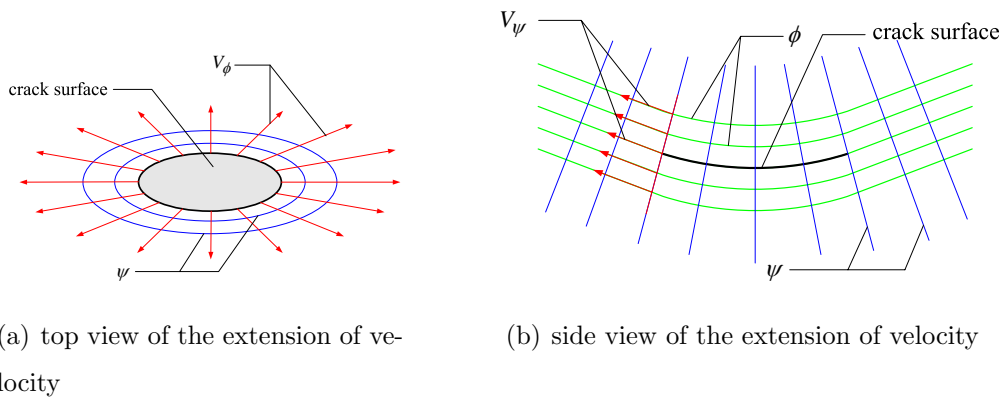 V_ϕ
crack surface
ψ
V_ψ
ϕ
crack surface
ψ
a) top view of the extension of ve-
locity
(b) side view of the extension of velocity